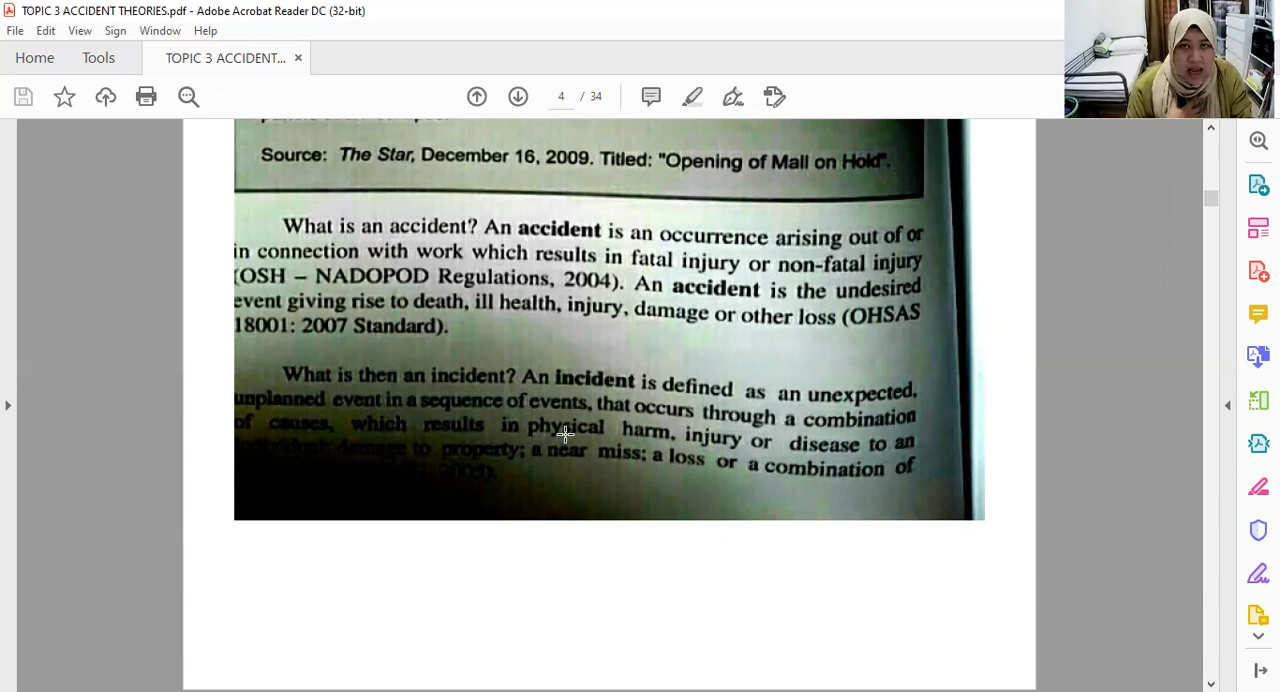 TOPIC 3 ACCIDENT THEORIES.pdf - Adobe Acrobat Reader DC (32-bit)
File Edit View Sign Window Help
Home Tools TOPIC 3 ACCIDENT... ×
4 / 34
Source: The Star, December 16, 2009. Titled: "Opening of Mall on Hold".
What is an accident? An accident is an occurrence arising out of or
in connection with work which results in fatal injury or non-fatal injury
(OSH – NADOPOD Regulations, 2004). An accident is the undesired
event giving rise to death, ill health, injury, damage or other loss (OHSAS
18001: 2007 Standard).
What is then an incident? An incident is defined as an unexpected,
unplanned event in a sequence of events, that occurs through a combination
of causes, which results in physical harm, injury or disease to an
individual; damage to property; a near miss; a loss or a combination of